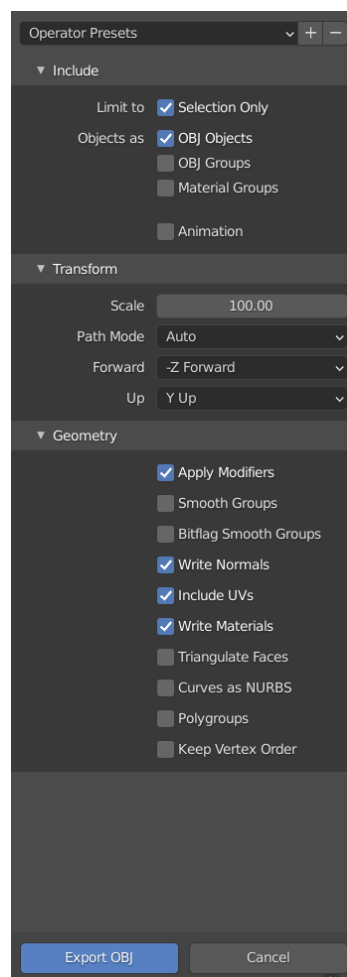 Operator Presets
Include
Limit to Selection Only
Objects as OBJ Objects
OBJ Groups
Material Groups
Animation
Transform
Scale 100.00
Path Mode Auto
Forward -Z Forward
Up Y Up
Geometry
Apply Modifiers
Smooth Groups
Bitflag Smooth Groups
Write Normals
Include UVs
Write Materials
Triangulate Faces
Curves as NURBS
Polygroups
Keep Vertex Order
Export OBJ Cancel